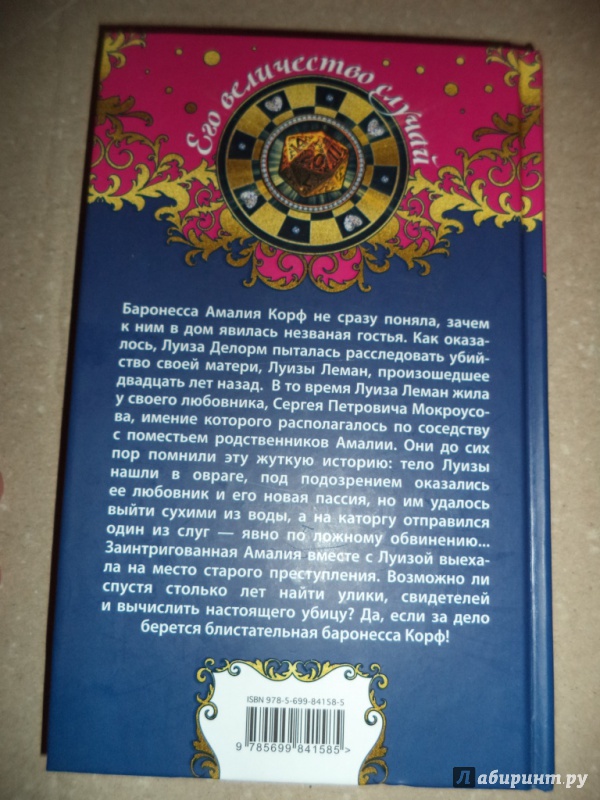 Его величество случай
Баронесса Амалия Корф не сразу поняла, зачем
к ним в дом явилась незваная гостья. Как оказа-
лось, Луиза Делорм пыталась расследовать убий-
ство своей матери, Луизы Леман, произошедшее
двадцать лет назад. В то время Луиза Леман жила
у своего любовника, Сергея Петровича Мокроусо-
ва, имение которого располагалось по соседству
с поместьем родственников Амалии. Они до сих
пор помнили эту жуткую историю: тело Луизы
нашли в овраге, под подозрением оказались
ее любовник и его новая пассия, но им удалось
выйти сухими из воды, а на каторгу отправился
один из слуг — явно по ложному обвинению...
Заинтригованная Амалия вместе с Луизой выеха-
ла на место старого преступления. Возможно ли
спустя столько лет найти улики, свидетелей
и вычислить настоящего убицу? Да, если за дело
берется блистательная баронесса Корф!
ISBN 978-5-699-84158-5
9 785699 841585>
Лабиринт.ру